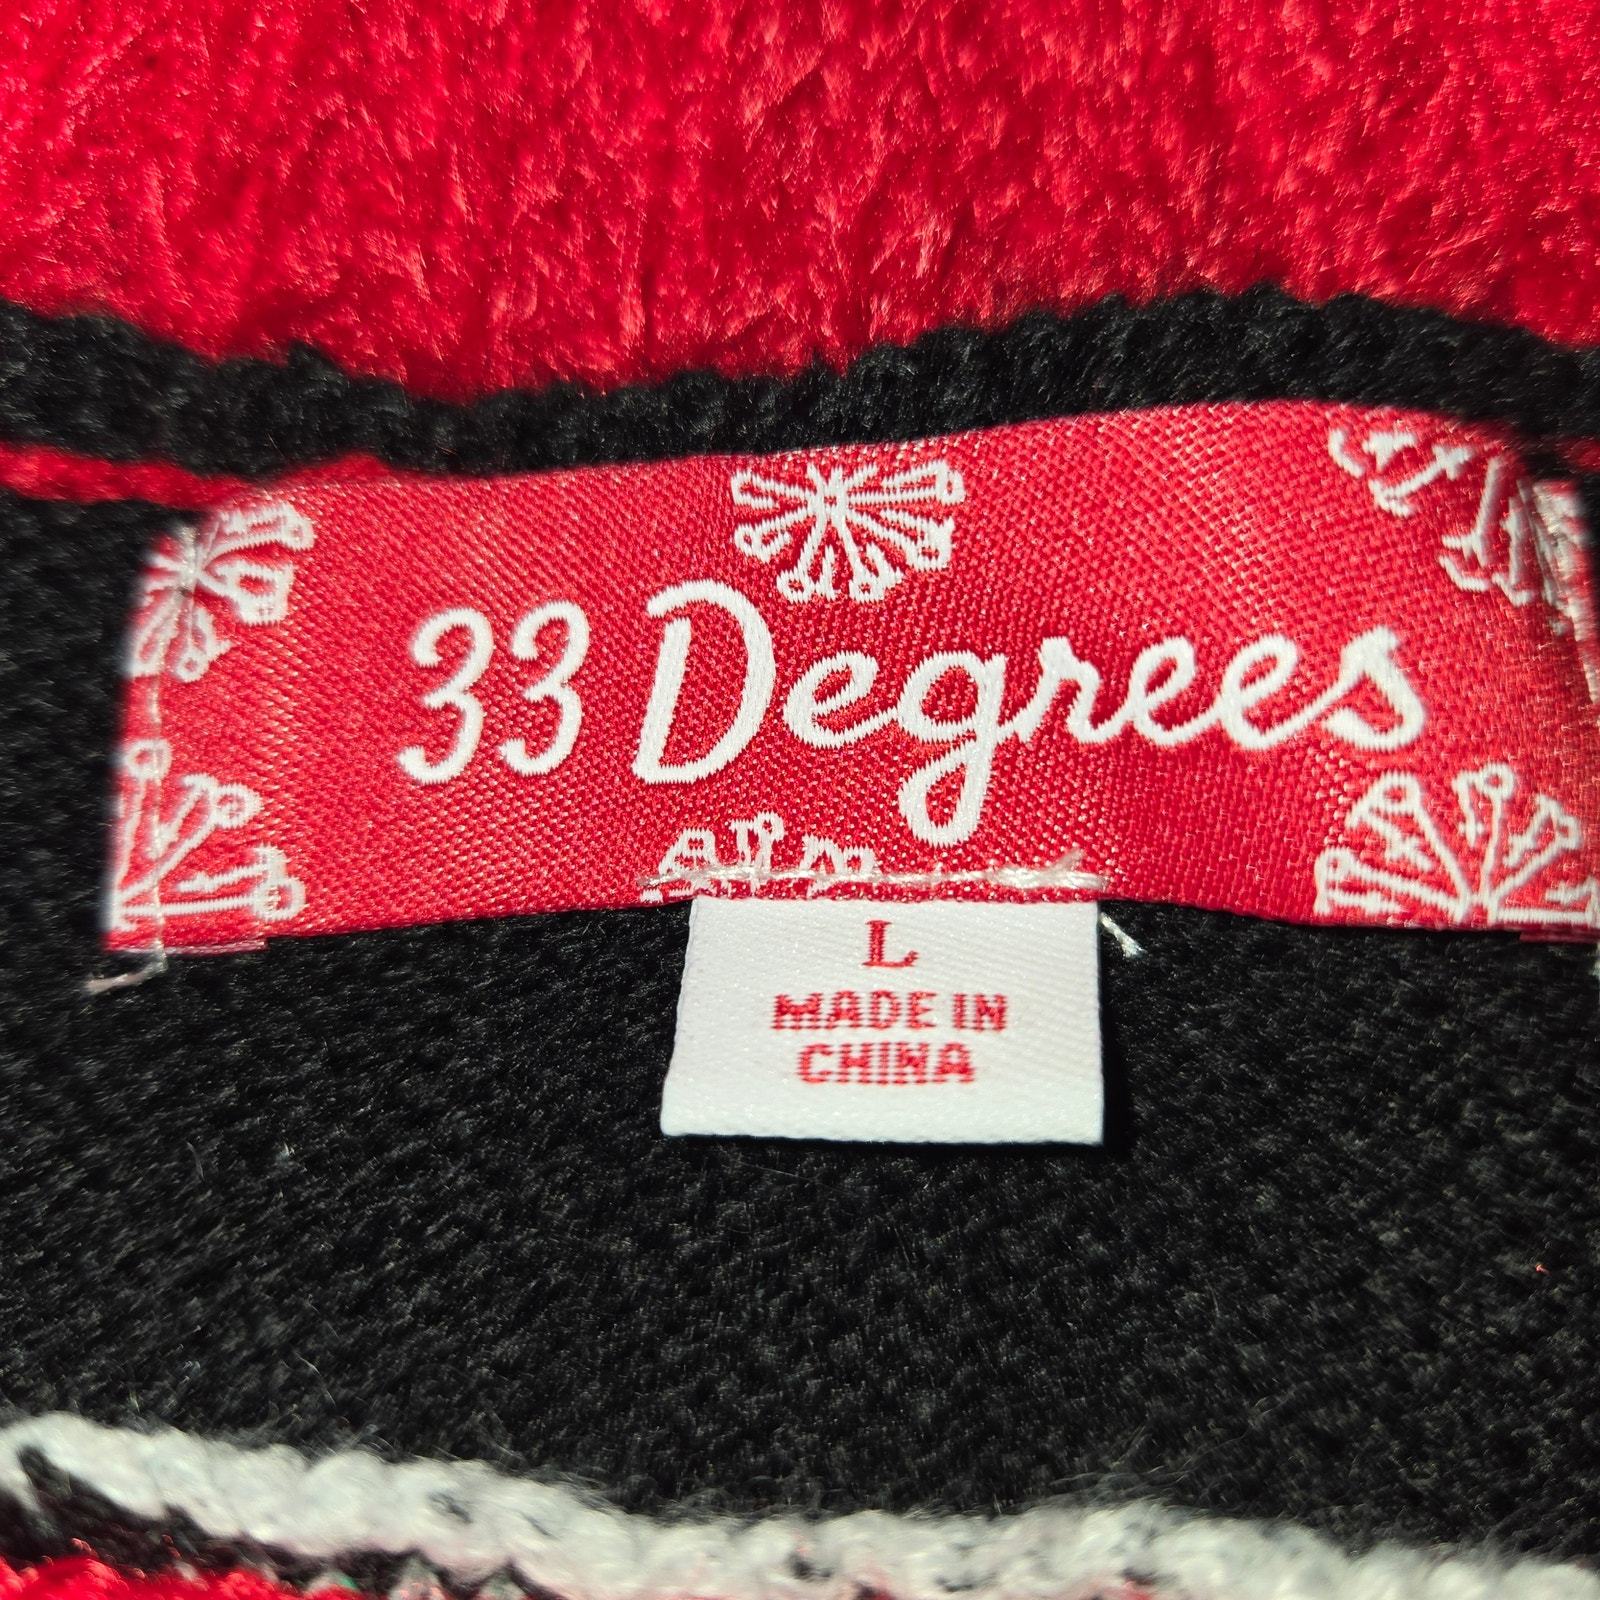 33 Degrees
L
MADE IN
CHINA